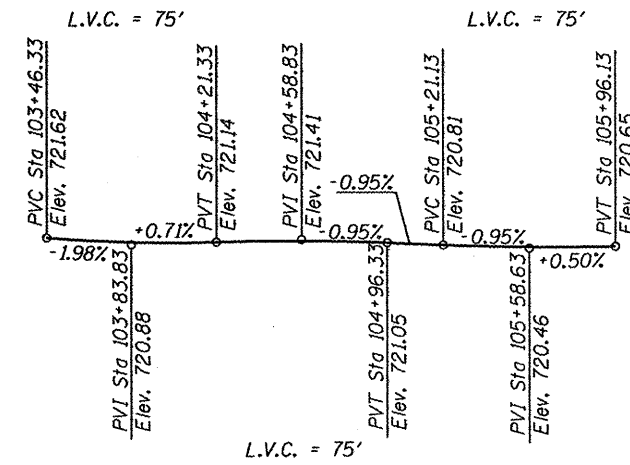 L.V.C. = 75'
L.V.C. = 75'
PVC Sta 103+46.33
Elev. 721.62
PVT Sta 104+21.33
Elev. 721.14
PVI Sta 104+58.83
Elev. 721.41
PVC Sta 105+21.13
Elev. 720.81
PVT Sta 105+96.13
Elev. 720.65
-0.95%
-1.98%
+0.71%
-0.95%
-0.95%
+0.50%
PVI Sta 103+83.83
Elev. 720.88
PVT Sta 104+96.33
Elev. 721.05
PVI Sta 105+58.63
Elev. 720.46
L.V.C. = 75'